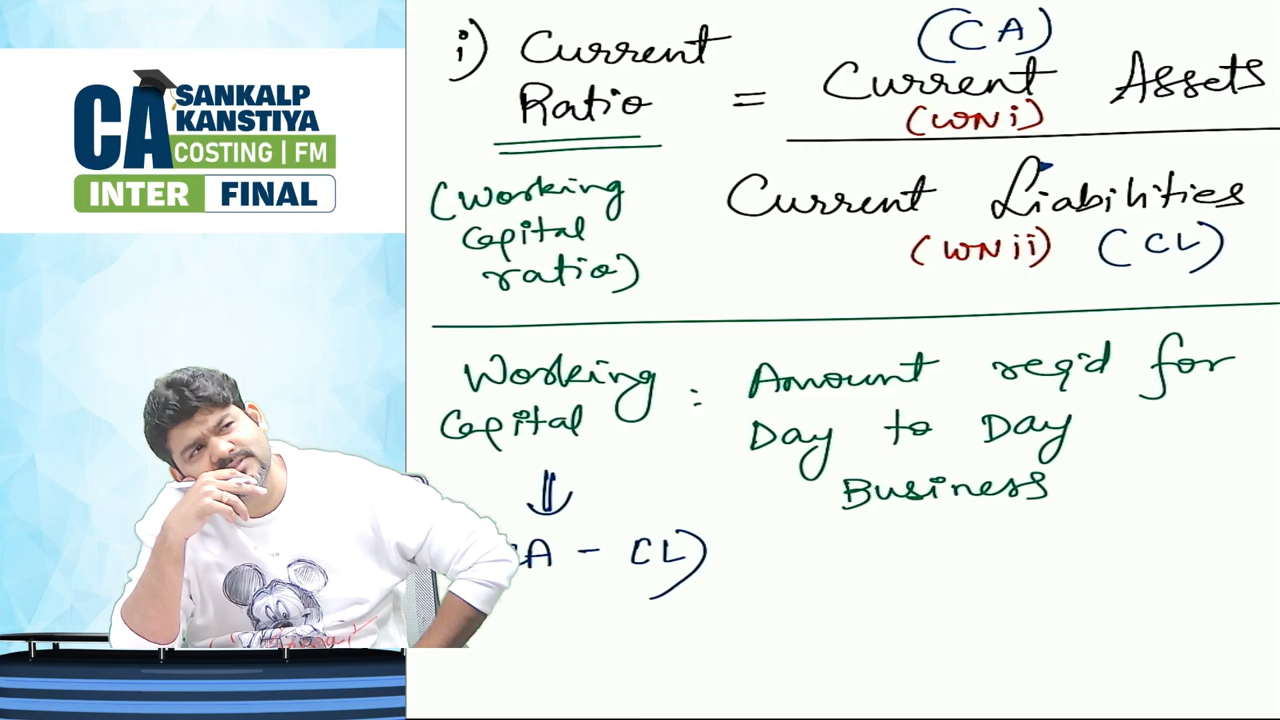 CA SANKALP
KANSTIYA
COSTING | FM
INTER FINAL
i) Current Ratio = Current Assets (CA) (WN i)
Current Liabilities
(WN ii) (CL)
(Working
Capital
ratio)
Working Capital : Amount req'd for
Day to Day
Business
A - CL)